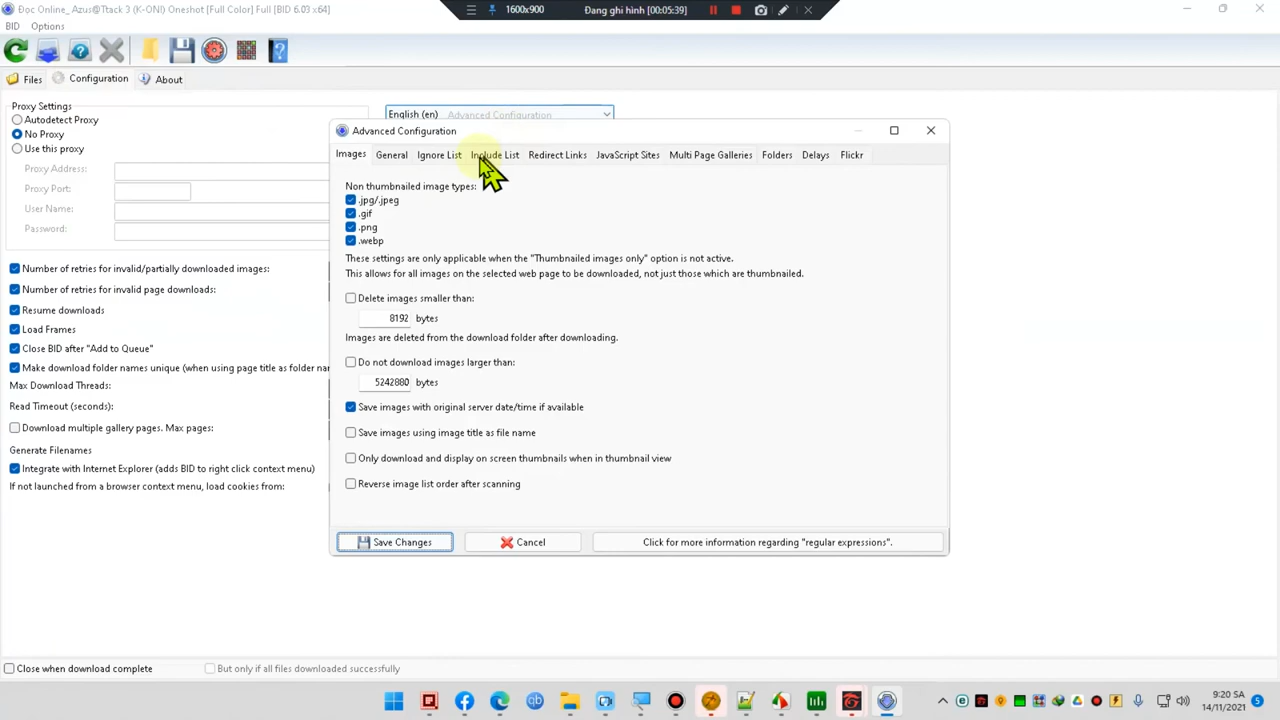 Đọc Online_ Azus@Ttack 3 (K-ON!) Oneshot [Full Color] Full [BID 6.03 x64]
1600x900
Đang ghi hình [00:05:39]
BID Options
Files
Configuration
About
Proxy Settings
Autodetect Proxy
No Proxy
Use this proxy
Proxy Address:
Proxy Port:
User Name:
Password:
English (en)
Advanced Configuration
Number of retries for invalid/partially downloaded images:
Number of retries for invalid page downloads:
Resume downloads
Load Frames
Close BID after "Add to Queue"
Make download folder names unique (when using page title as folder nam
Max Download Threads:
Read Timeout (seconds):
Download multiple gallery pages. Max pages:
Generate Filenames
Integrate with Internet Explorer (adds BID to right click context menu)
If not launched from a browser context menu, load cookies from:
Advanced Configuration
Images General Ignore List Include List Redirect Links JavaScript Sites Multi Page Galleries Folders Delays Flickr
Non thumbnailed image types:
.jpg/.jpeg
.gif
.png
.webp
These settings are only applicable when the "Thumbnailed images only" option is not active.
This allows for all images on the selected web page to be downloaded, not just those which are thumbnailed.
Delete images smaller than:
8192 bytes
Images are deleted from the download folder after downloading.
Do not download images larger than:
5242880 bytes
Save images with original server date/time if available
Save images using image title as file name
Only download and display on screen thumbnails when in thumbnail view
Reverse image list order after scanning
Save Changes
Cancel
Click for more information regarding "regular expressions".
Close when download complete
But only if all files downloaded successfully
9:20 SA
14/11/2021